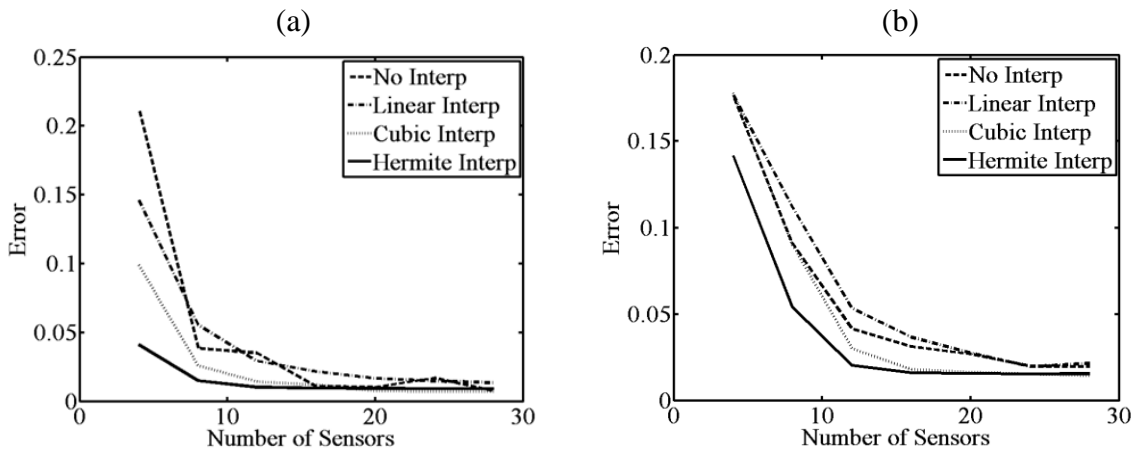 (a)
Error
0.25
0.2
0.15
0.1
0.05
0
No Interp
Linear Interp
Cubic Interp
Hermite Interp
0
10
20
30
Number of Sensors
(b)
Error
0.2
0.15
0.1
0.05
0
No Interp
Linear Interp
Cubic Interp
Hermite Interp
0
10
20
30
Number of Sensors